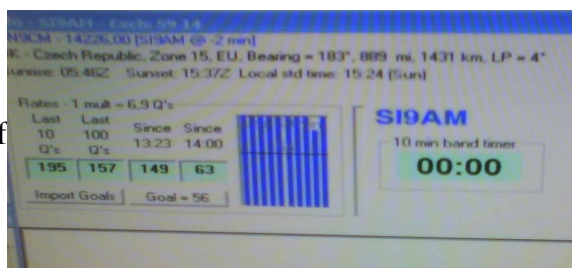 SI9AM - Exch: 59 14
14226,00 [SI9AM @ -2 min]
Czech Republic, Zone 15, EU, Bearing = 183°, 889 mi, 1431 km, LP = 4°
05:46Z Sunset: 15:37Z Local std time: 15:24 (Sun)
Rates - 1 mult = 6,9 Q's
Last 10 Q's
Last 100 Q's
Since 13:23
Since 14:00
195 157 149 63
Import Goals Goal = 56
SI9AM
10 min band timer
00:00
f